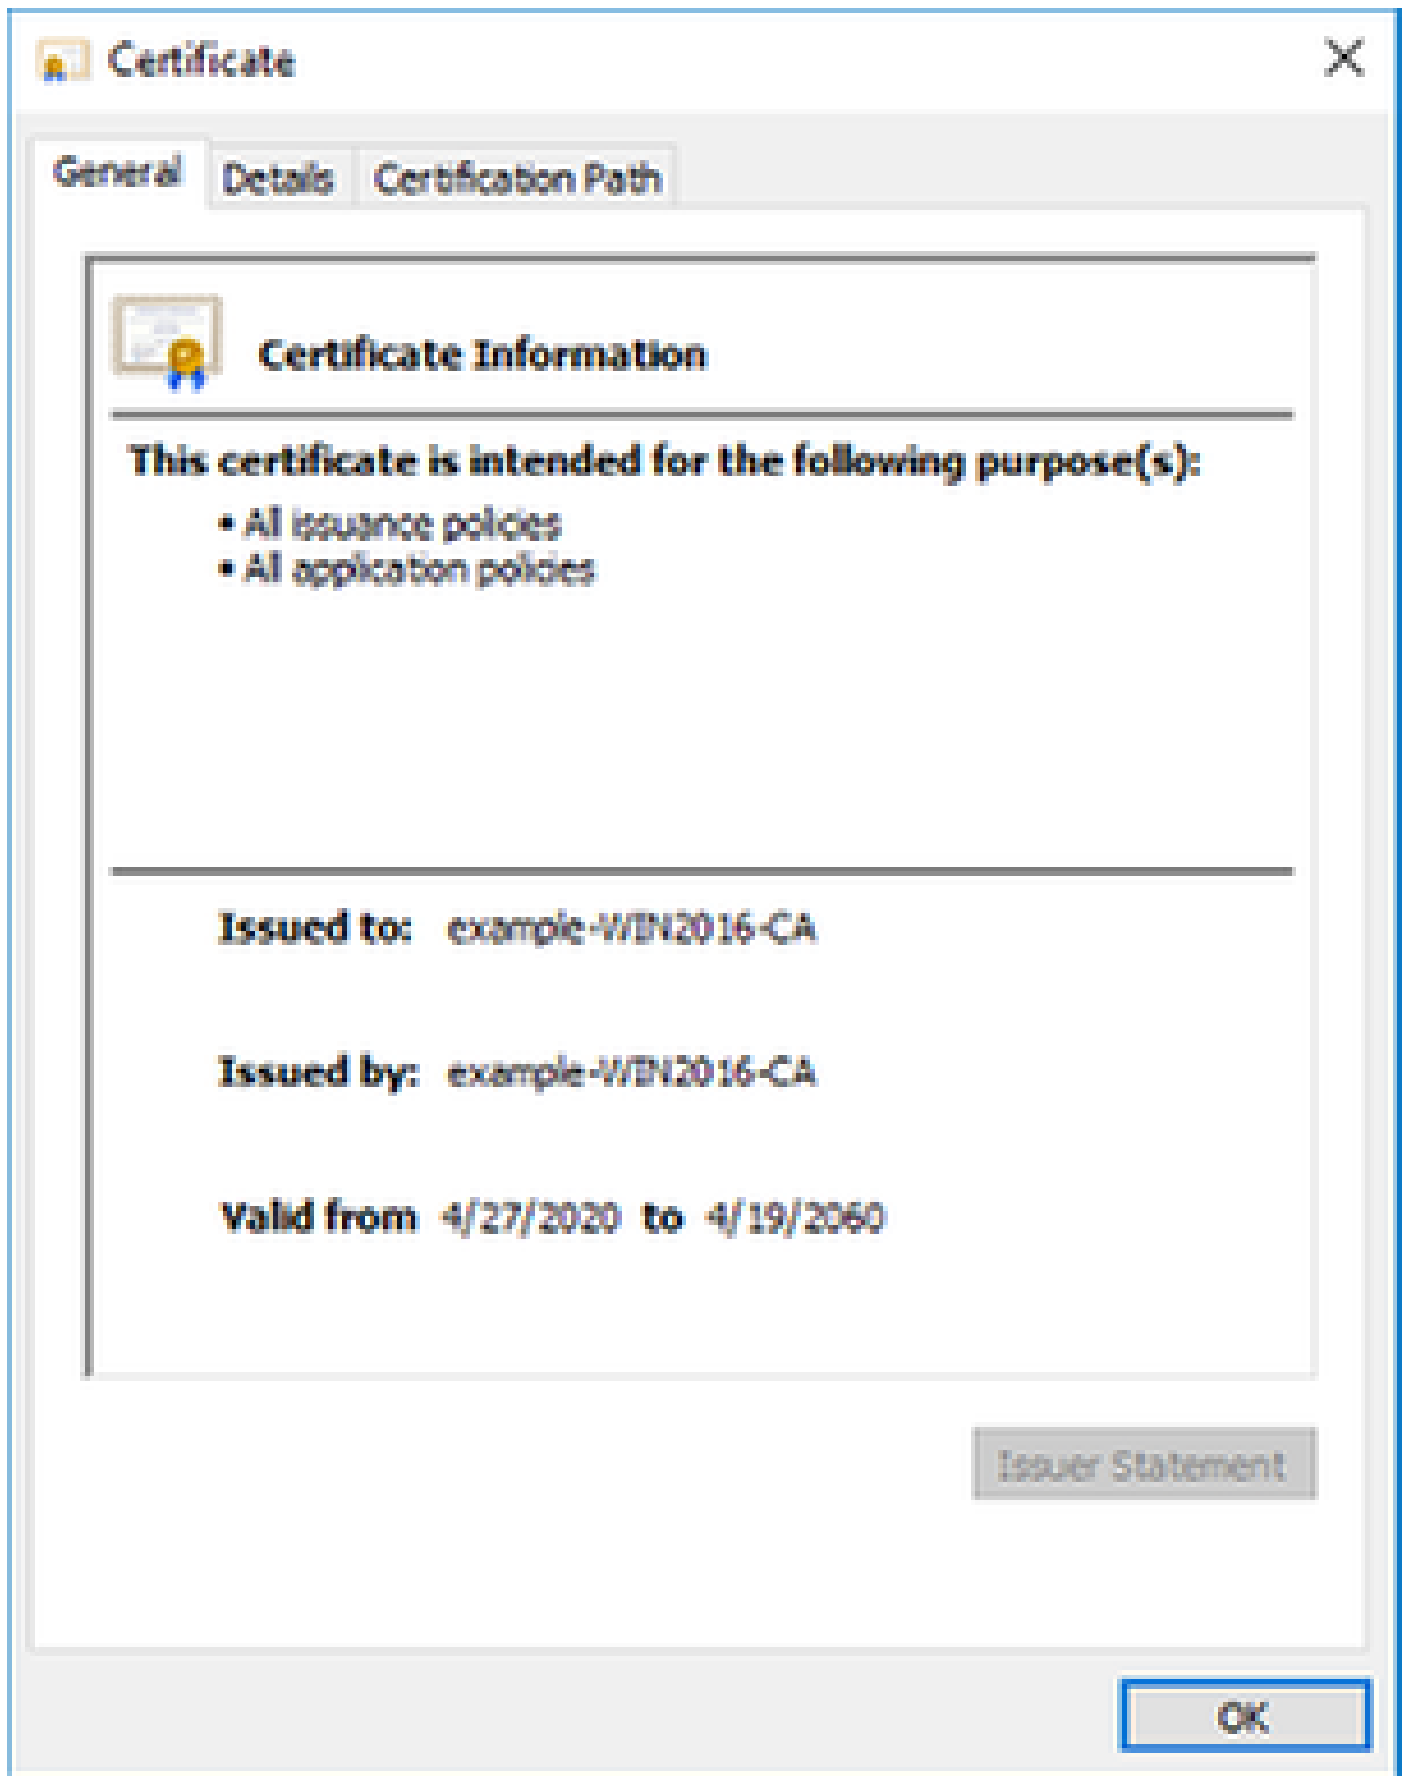 Certificate
General Details Certification Path
Certificate Information
This certificate is intended for the following purpose(s):
• All issuance policies
• All application policies
Issued to: example-WIN2016-CA
Issued by: example-WIN2016-CA
Valid from 4/27/2020 to 4/19/2060
Issuer Statement
OK